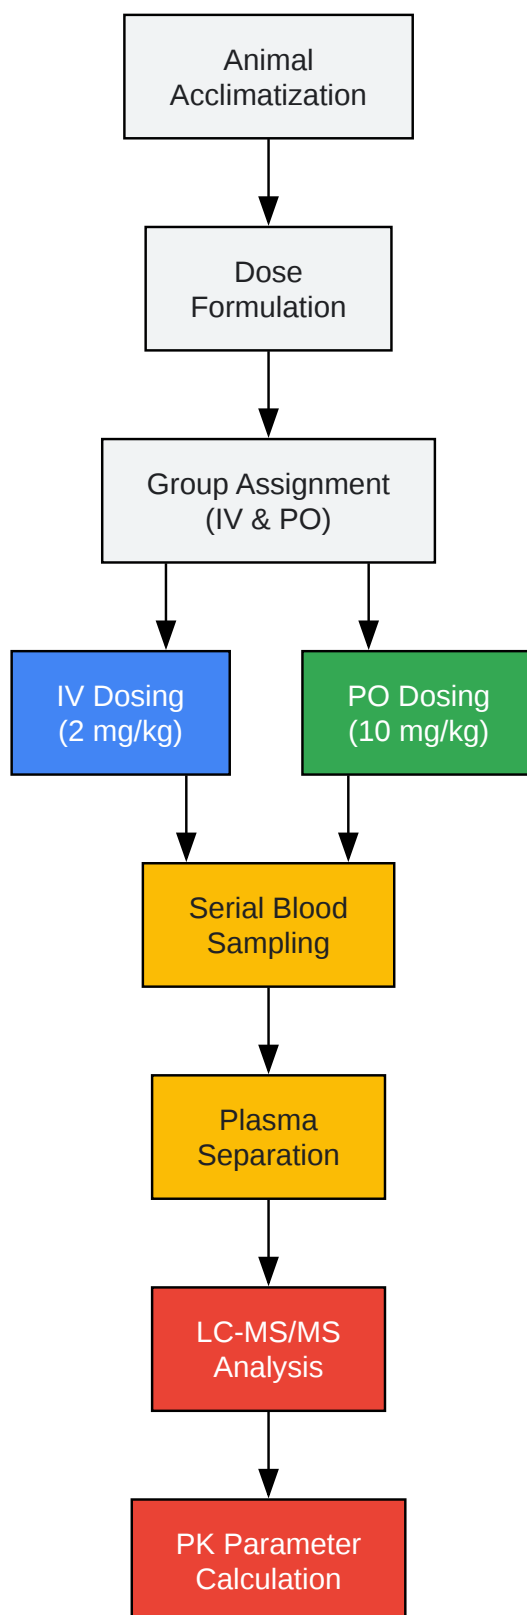 Animal
Acclimatization
Dose
Formulation
Group Assignment
(IV & PO)
IV Dosing
(2 mg/kg)
PO Dosing
(10 mg/kg)
Serial Blood
Sampling
Plasma
Separation
LC-MS/MS
Analysis
PK Parameter
Calculation